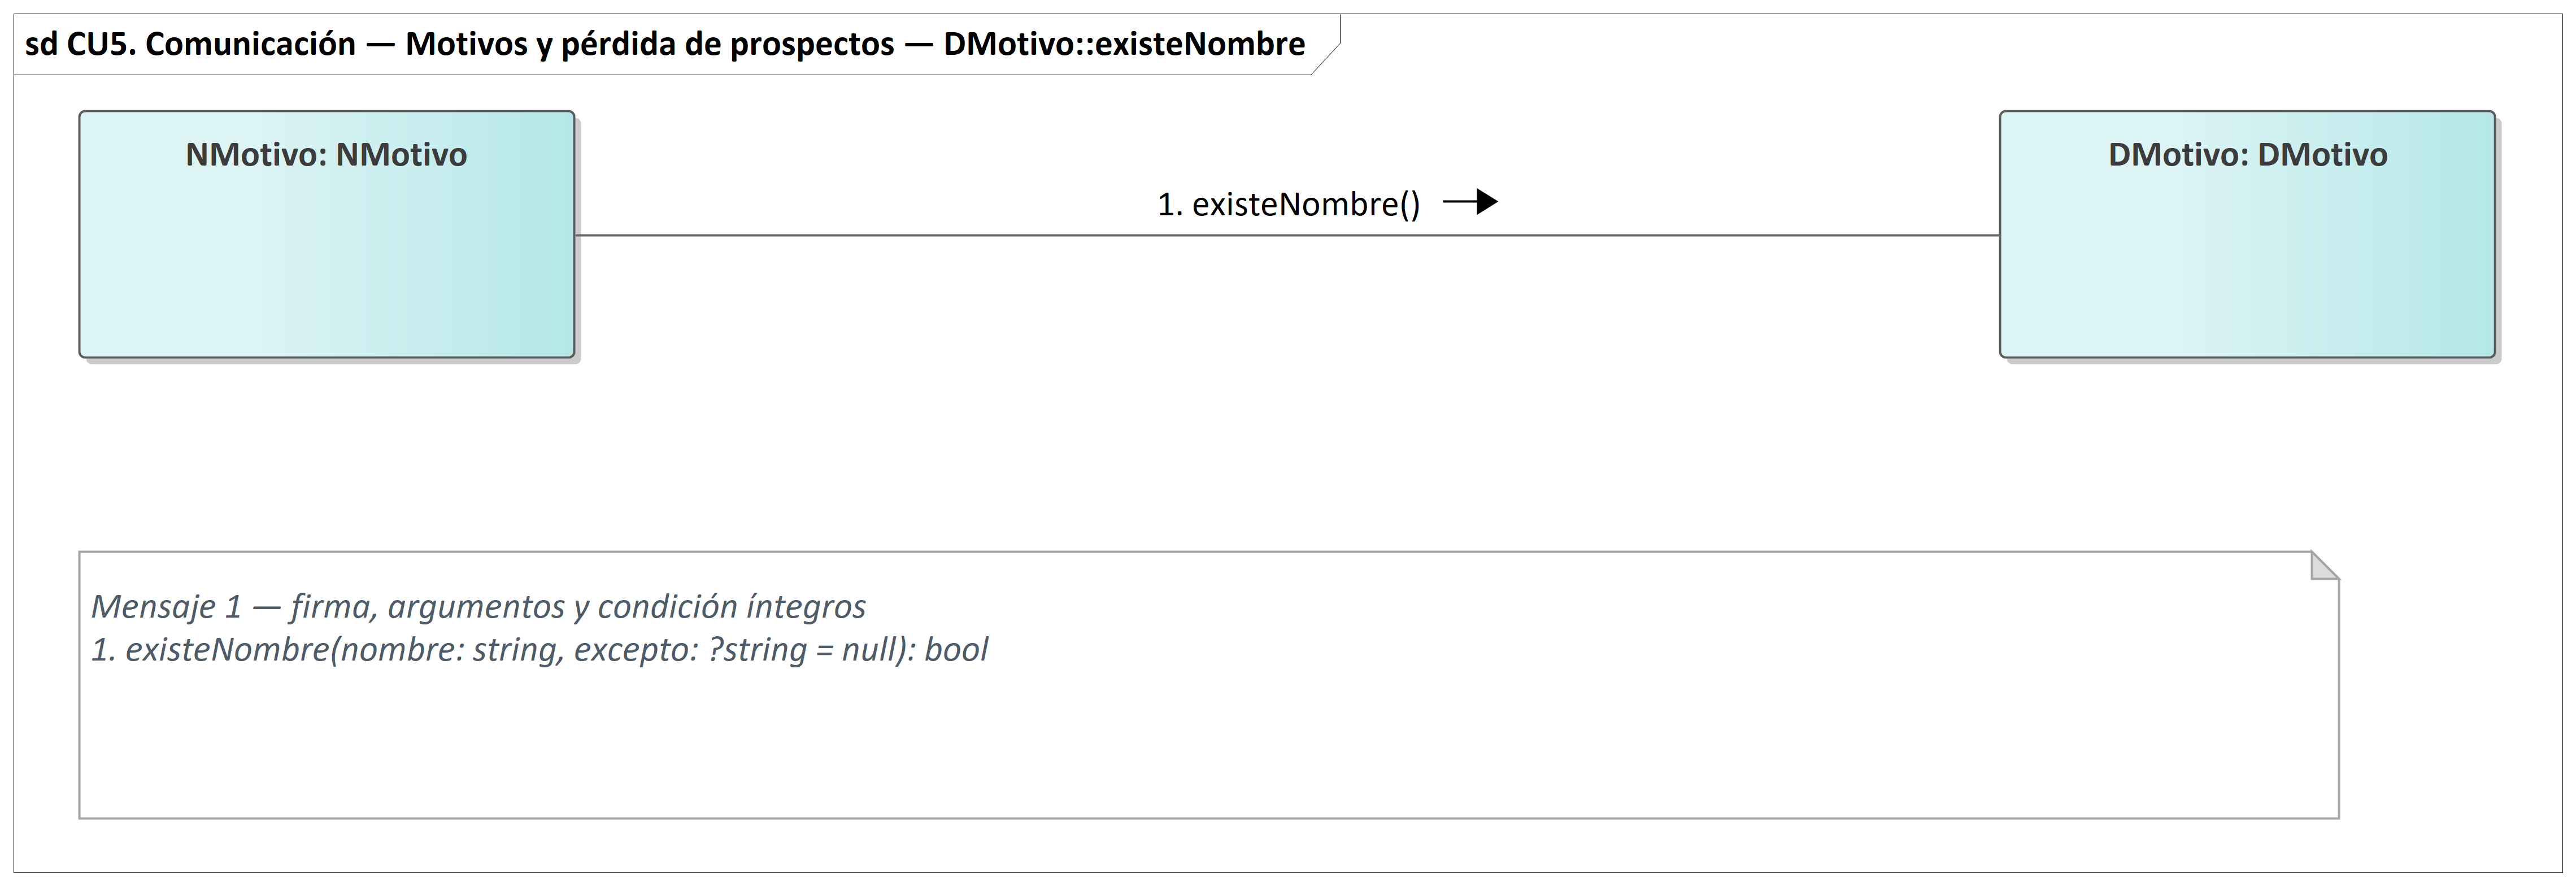 sd CU5. Comunicación — Motivos y pérdida de prospectos — DMotivo::existeNombre
NMotivo: NMotivo
DMotivo: DMotivo
1. existeNombre()
Mensaje 1 — firma, argumentos y condición íntegros
1. existeNombre(nombre: string, excepto: ?string = null): bool